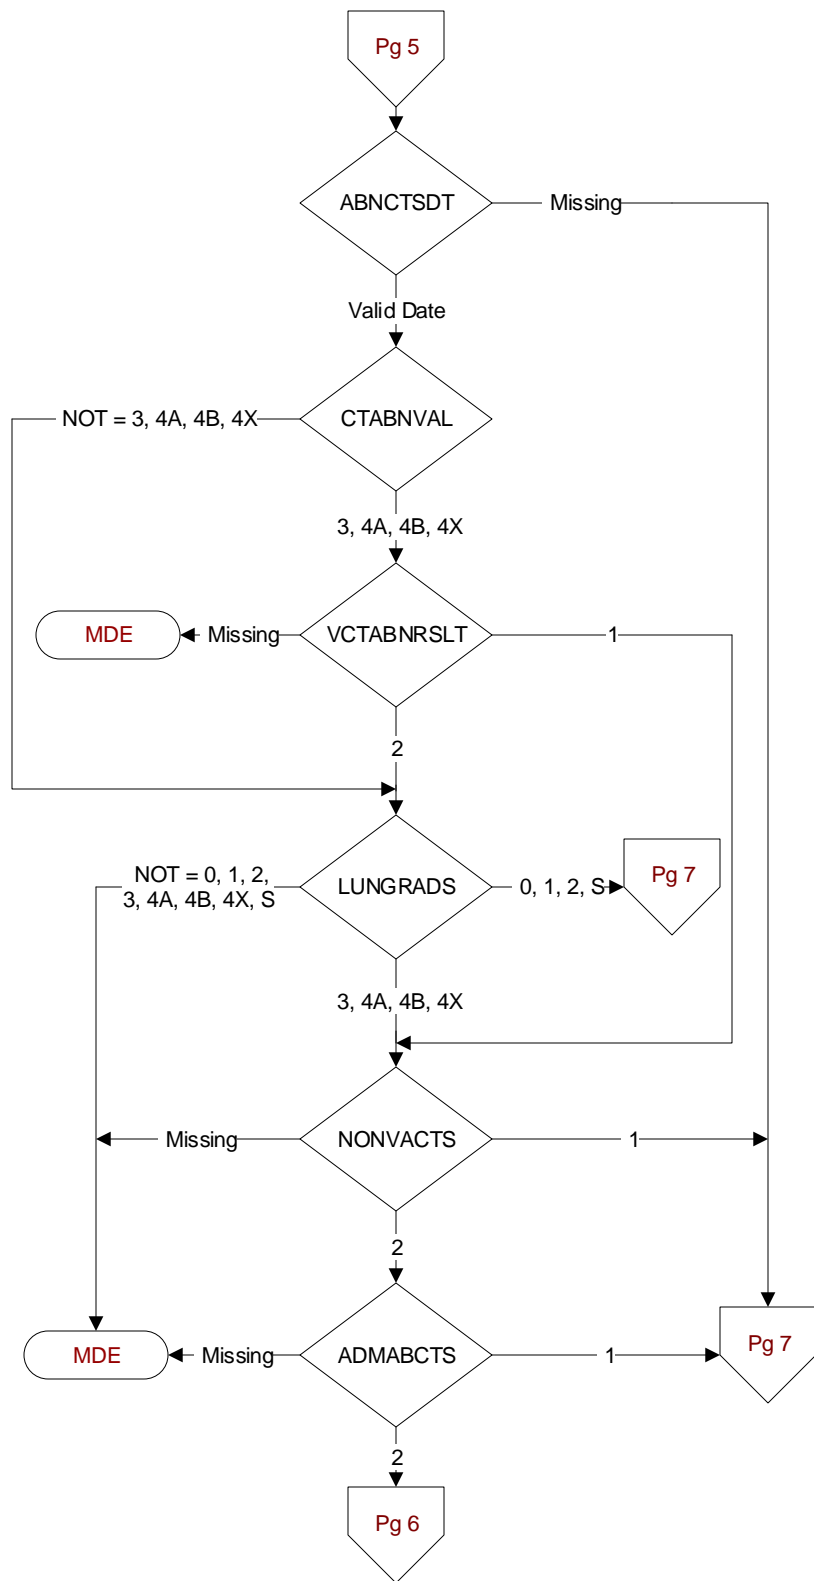 Pg 5
ABNCTSDT
Missing
Valid Date
NOT = 3, 4A, 4B, 4X
CTABNVAL
3, 4A, 4B, 4X
MDE
Missing
VCTABNRSLT
1
2
NOT = 0, 1, 2,
3, 4A, 4B, 4X, S
LUNGRADS
0, 1, 2, S
Pg 7
3, 4A, 4B, 4X
Missing
NONVACTS
1
2
MDE
Missing
ADMABCTS
1
Pg 7
2
Pg 6